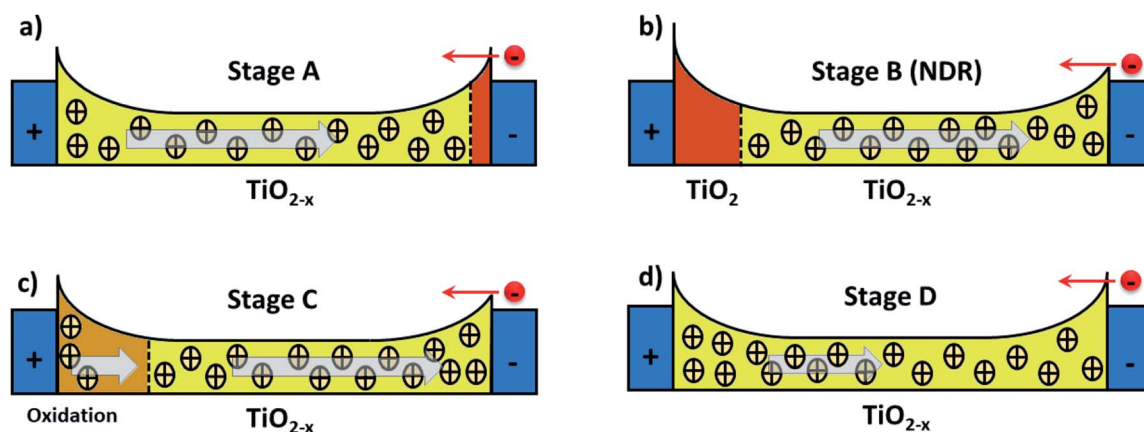 a)
Stage A
-
+
-
TiO2-x
b)
Stage B (NDR)
-
+
-
TiO2
TiO2-x
c)
Stage C
-
+
-
Oxidation
TiO2-x
d)
Stage D
-
+
-
TiO2-x